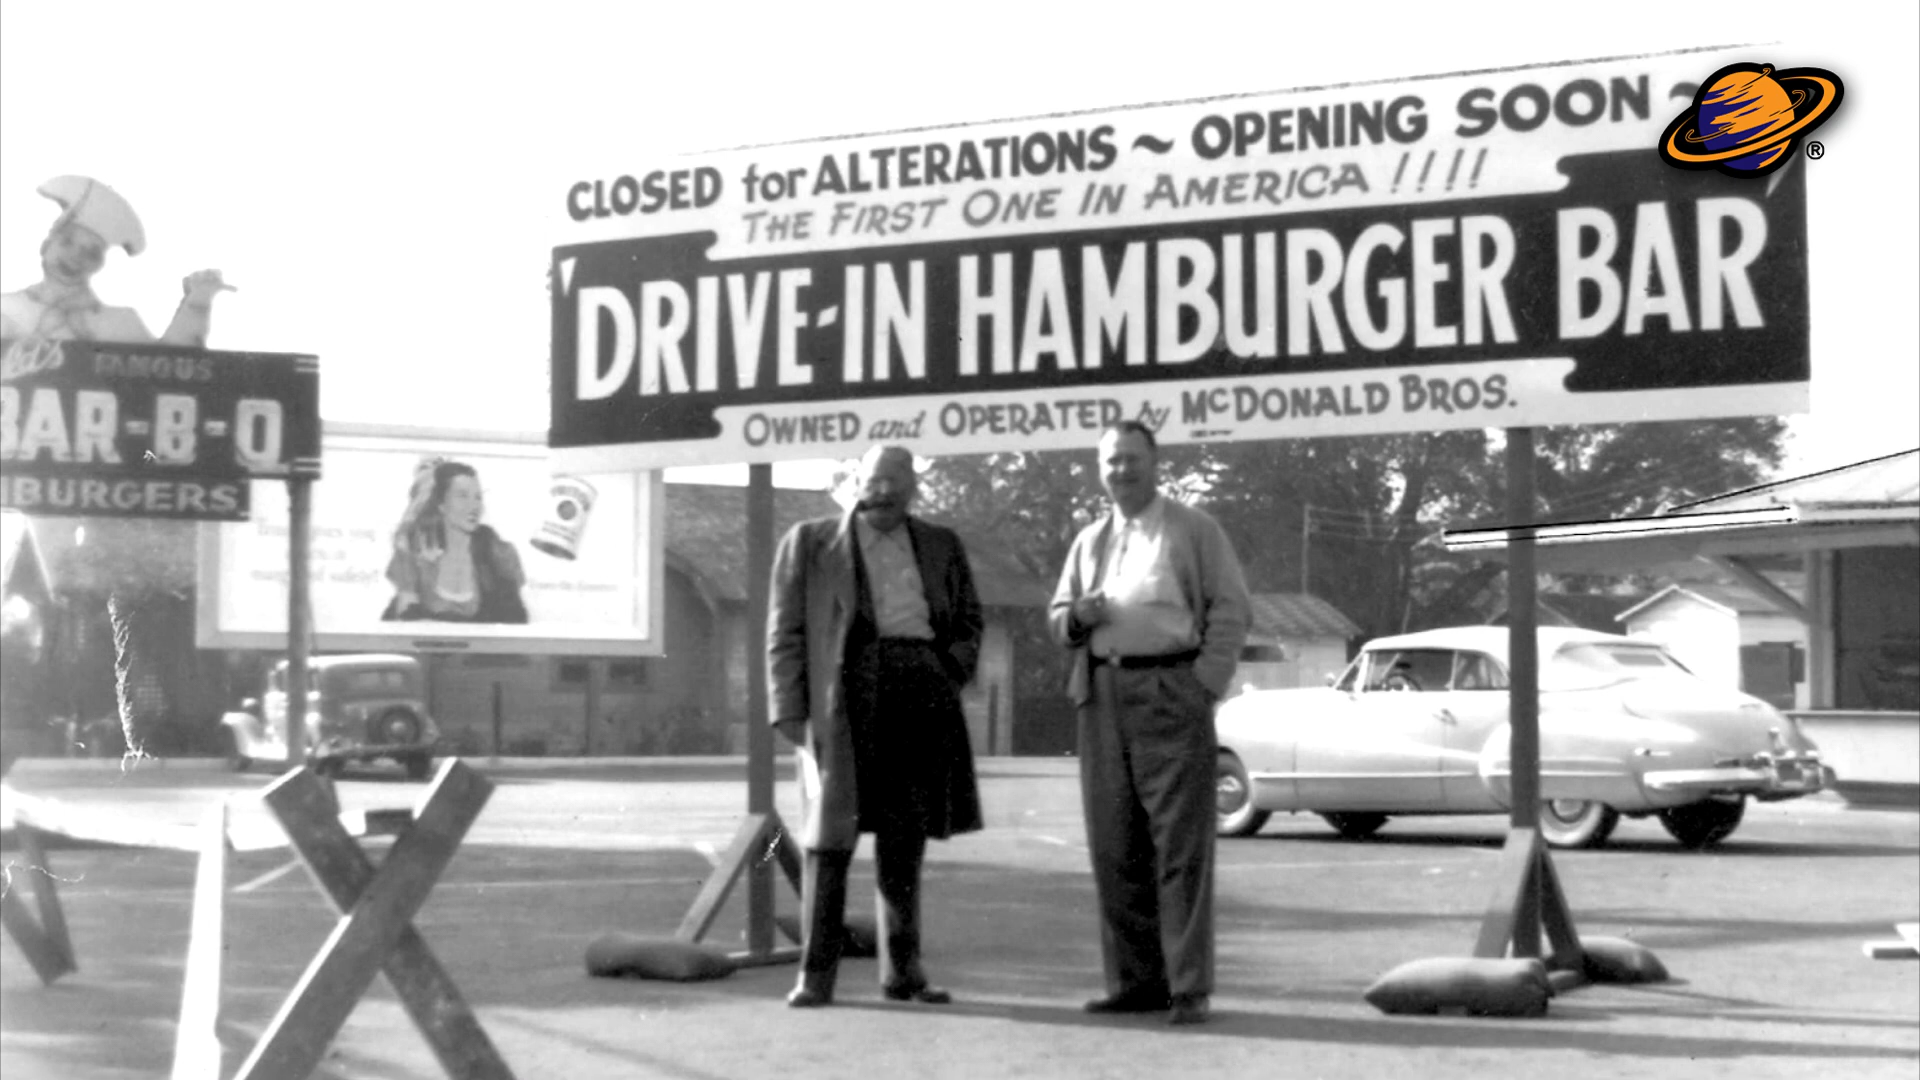 CLOSED for ALTERATIONS ~ OPENING SOON ~
THE FIRST ONE IN AMERICA !!!!
'DRIVE-IN HAMBURGER BAR'
OWNED and OPERATED by McDONALD BROS.
FAMOUS
BAR-B-Q
BURGERS
®